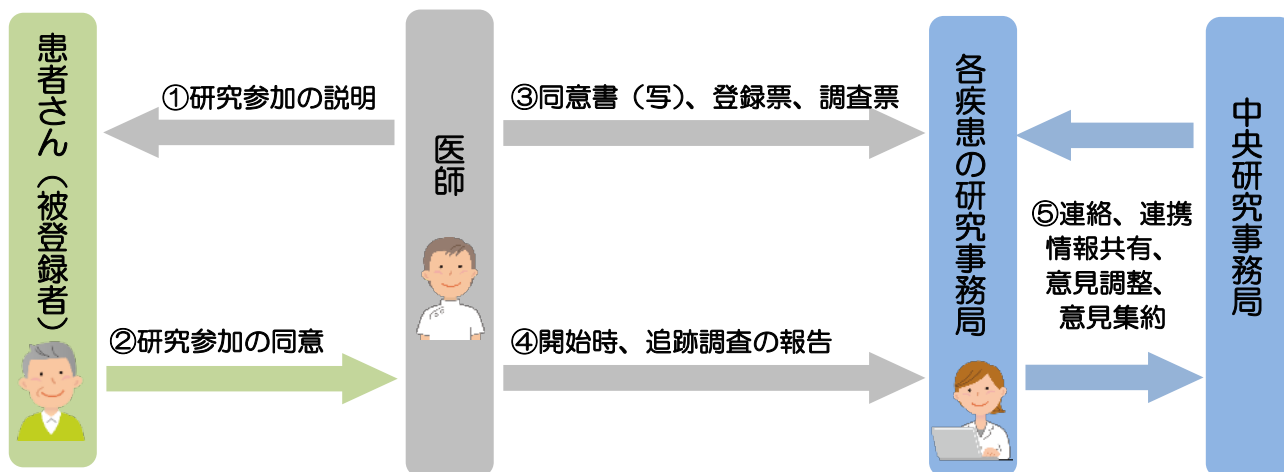 患者さん（被登録者）
①研究参加の説明
②研究参加の同意
医師
③同意書（写）、登録票、調査票
④開始時、追跡調査の報告
各疾患の研究事務局
⑤連絡、連携
情報共有、
意見調整、
意見集約
中央研究事務局